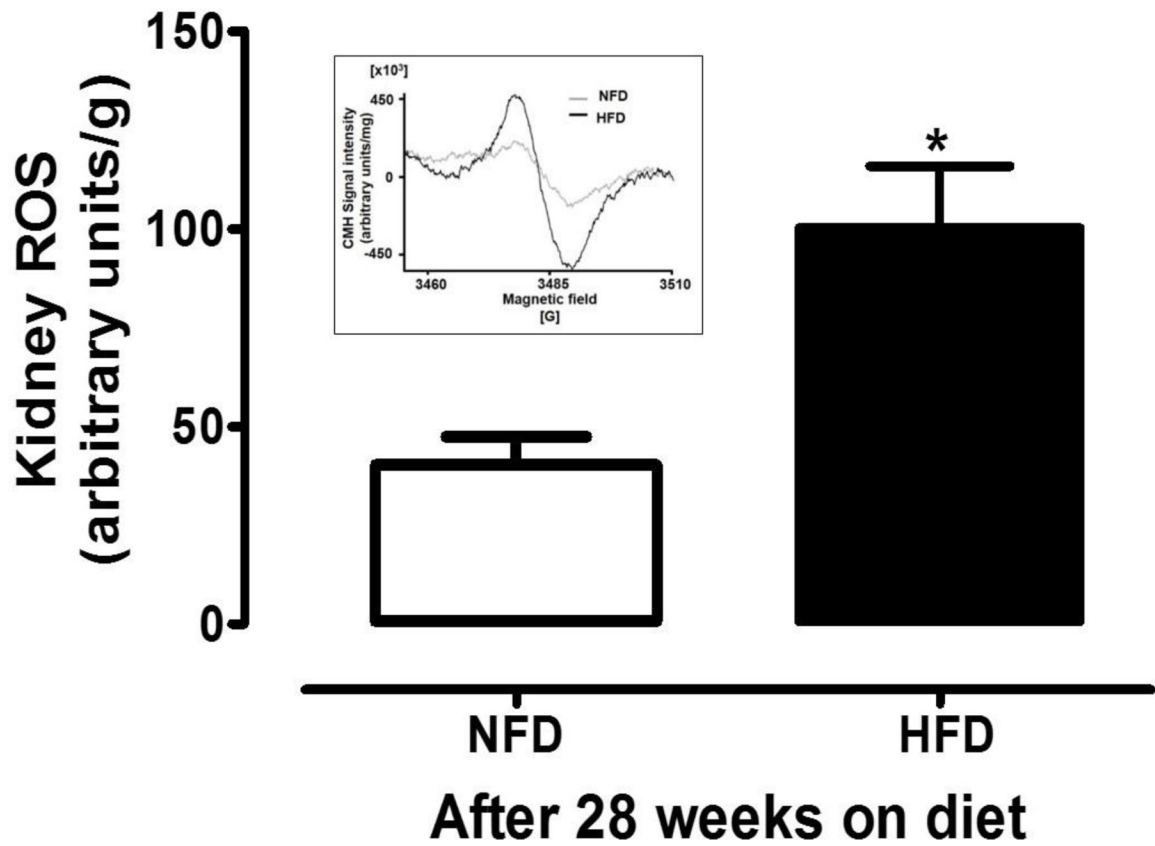 150
100
50
0
Kidney ROS
(arbitrary units/g)
[x10³]
450
0
-450
CMH Signal intensity
(arbitrary units/mg)
NFD
HFD
3460
3485
3510
Magnetic field
[G]
*
NFD
HFD
After 28 weeks on diet